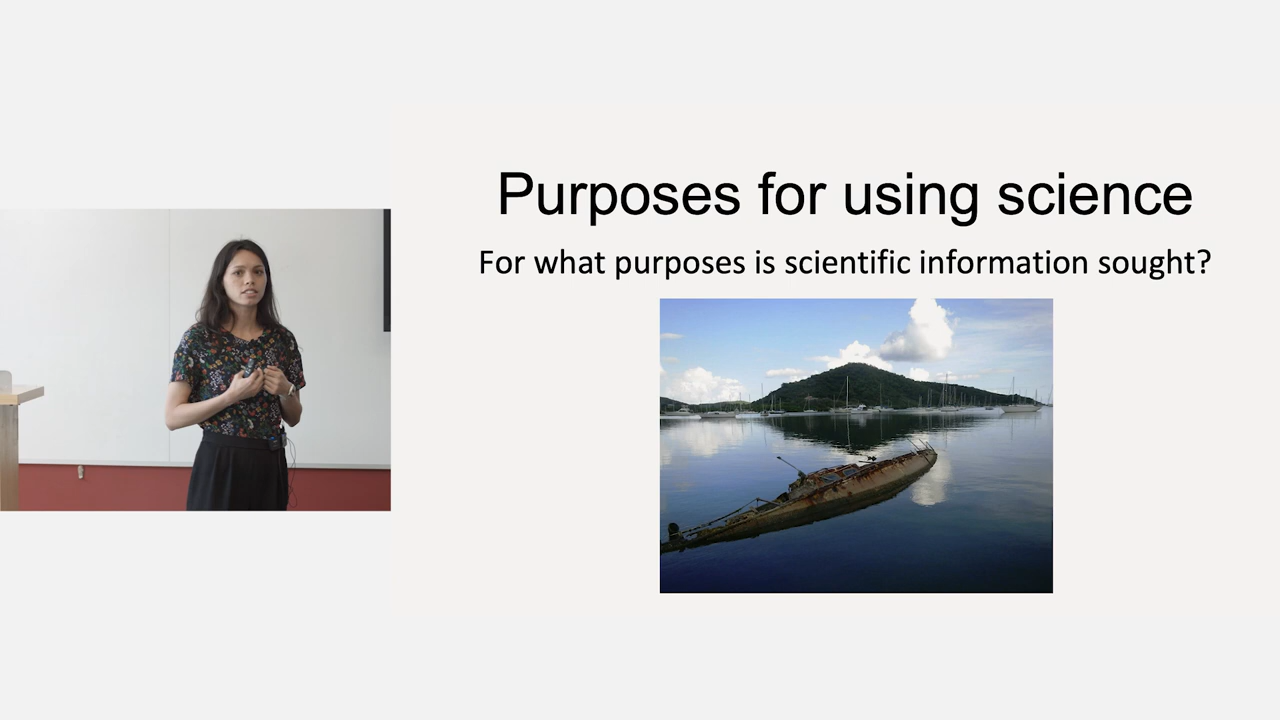 Purposes for using science
For what purposes is scientific information sought?